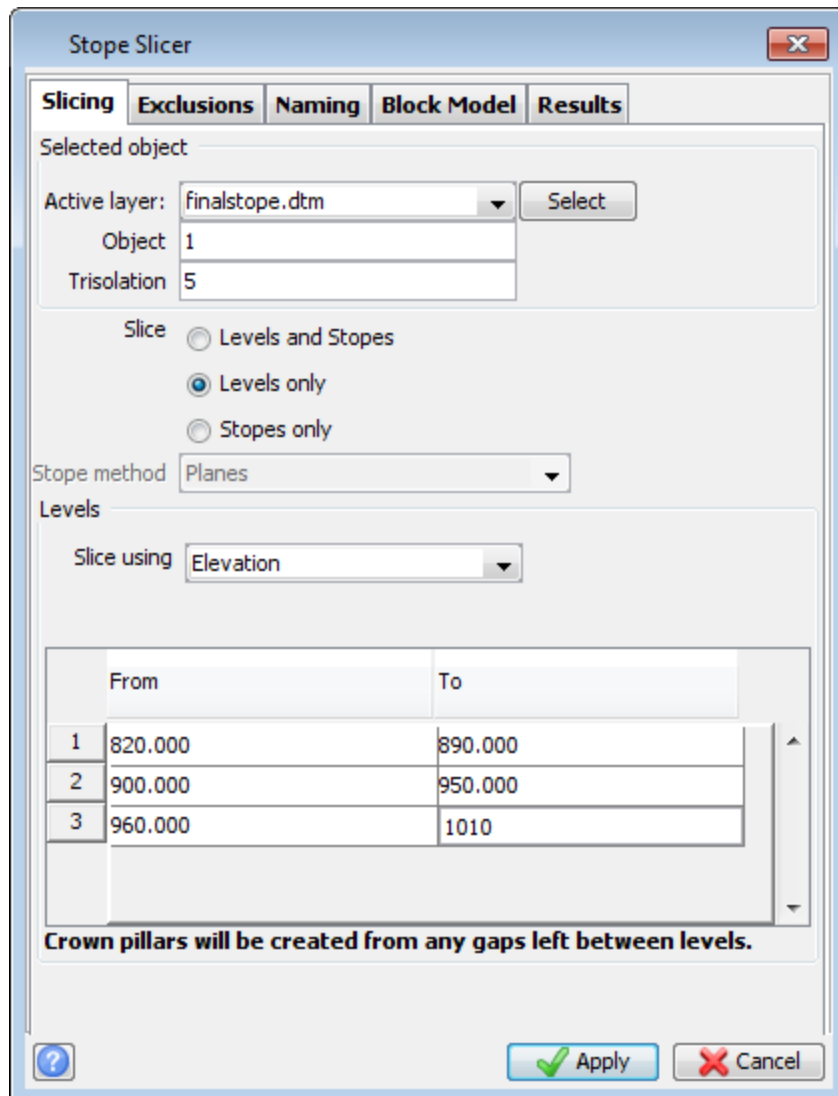 Stope Slicer
Slicing Exclusions Naming Block Model Results
Selected object
Active layer: finalstope.dtm Select
Object 1
Trisolation 5
Slice Levels and Stopes
Levels only
Stopes only
Stope method Planes
Levels
Slice using Elevation
From To
1 820.000 890.000
2 900.000 950.000
3 960.000 1010
Crown pillars will be created from any gaps left between levels.
? Apply Cancel